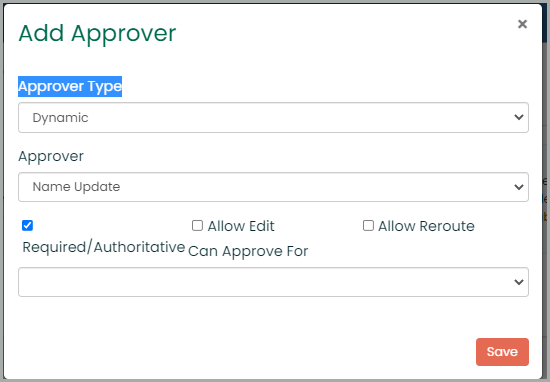 Add Approver
×
Approver Type
Dynamic
Approver
Name Update
Allow Edit
Allow Reroute
Required/Authoritative
Can Approve For
Save